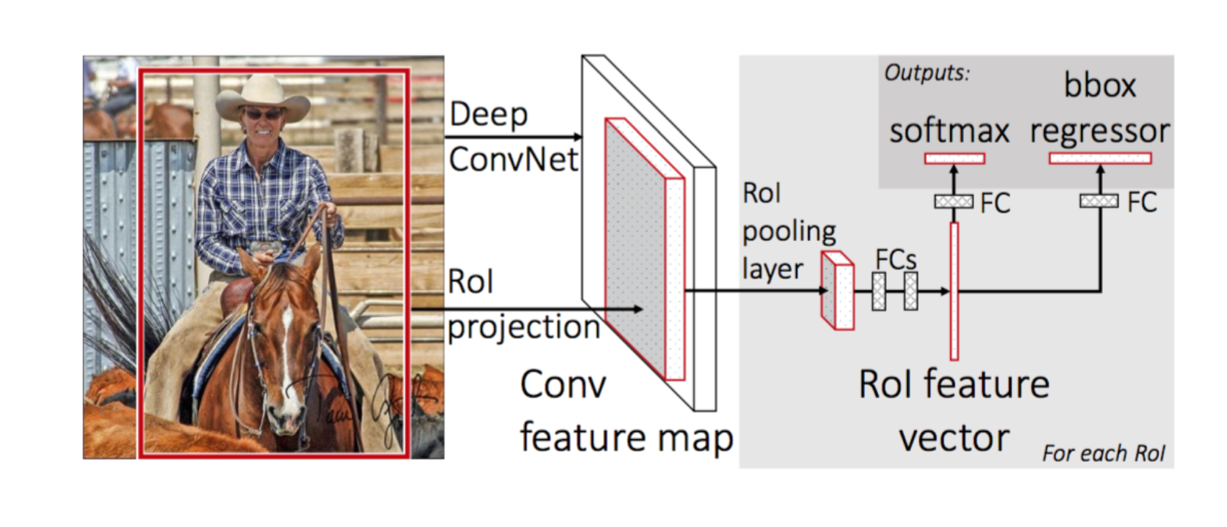 Deep
ConvNet
RoI
projection
Conv
feature map
RoI
pooling
layer
FCs
Outputs:
softmax
bbox
regressor
FC
FC
RoI feature
vector
For each RoI